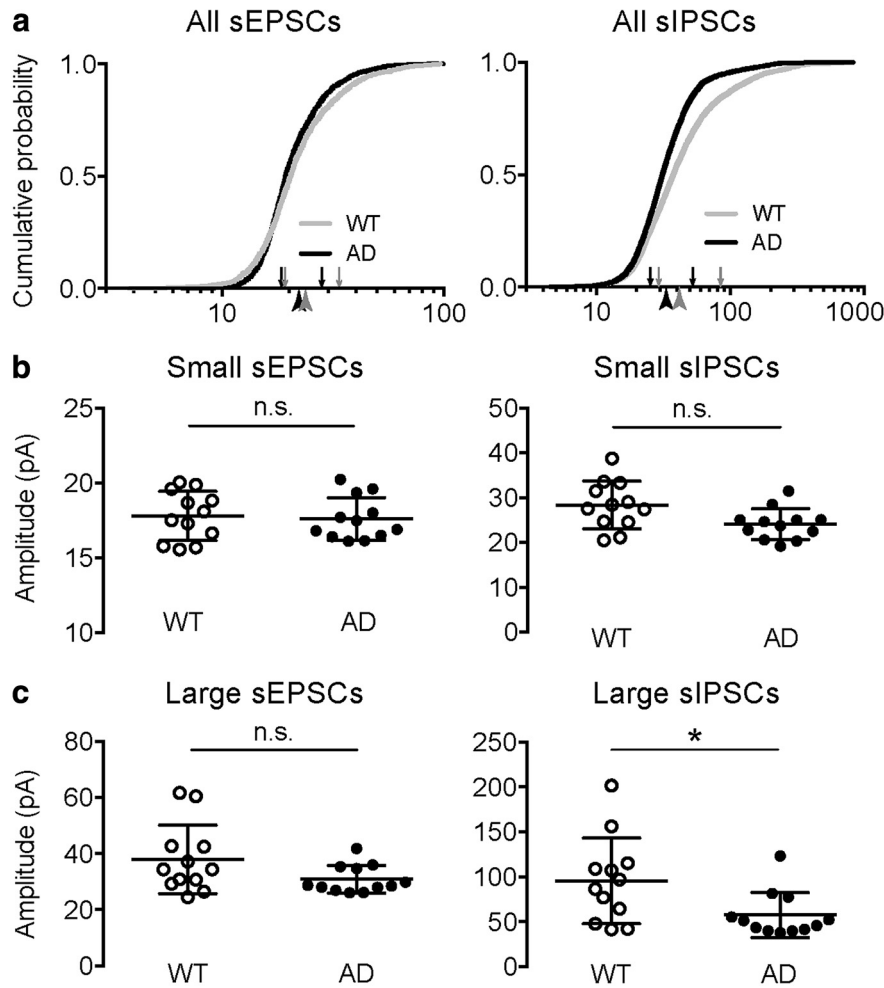 a
All sEPSCs
All sIPSCs
Cumulative probability
1.0
0.5
0.0
WT
AD
10
100
1.0
0.5
0.0
WT
AD
10
100
1000
b
Small sEPSCs
Small sIPSCs
Amplitude (pA)
25
20
15
10
n.s.
WT
AD
50
40
30
20
10
0
n.s.
WT
AD
c
Large sEPSCs
Large sIPSCs
Amplitude (pA)
80
60
40
20
0
n.s.
WT
AD
250
200
150
100
50
0
*
WT
AD